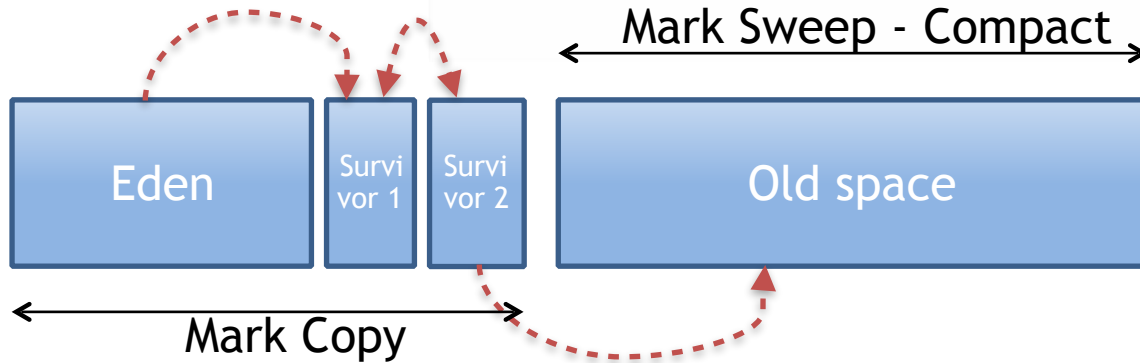 Mark Sweep - Compact
Eden
Survi
vor 1
Survi
vor 2
Old space
Mark Copy